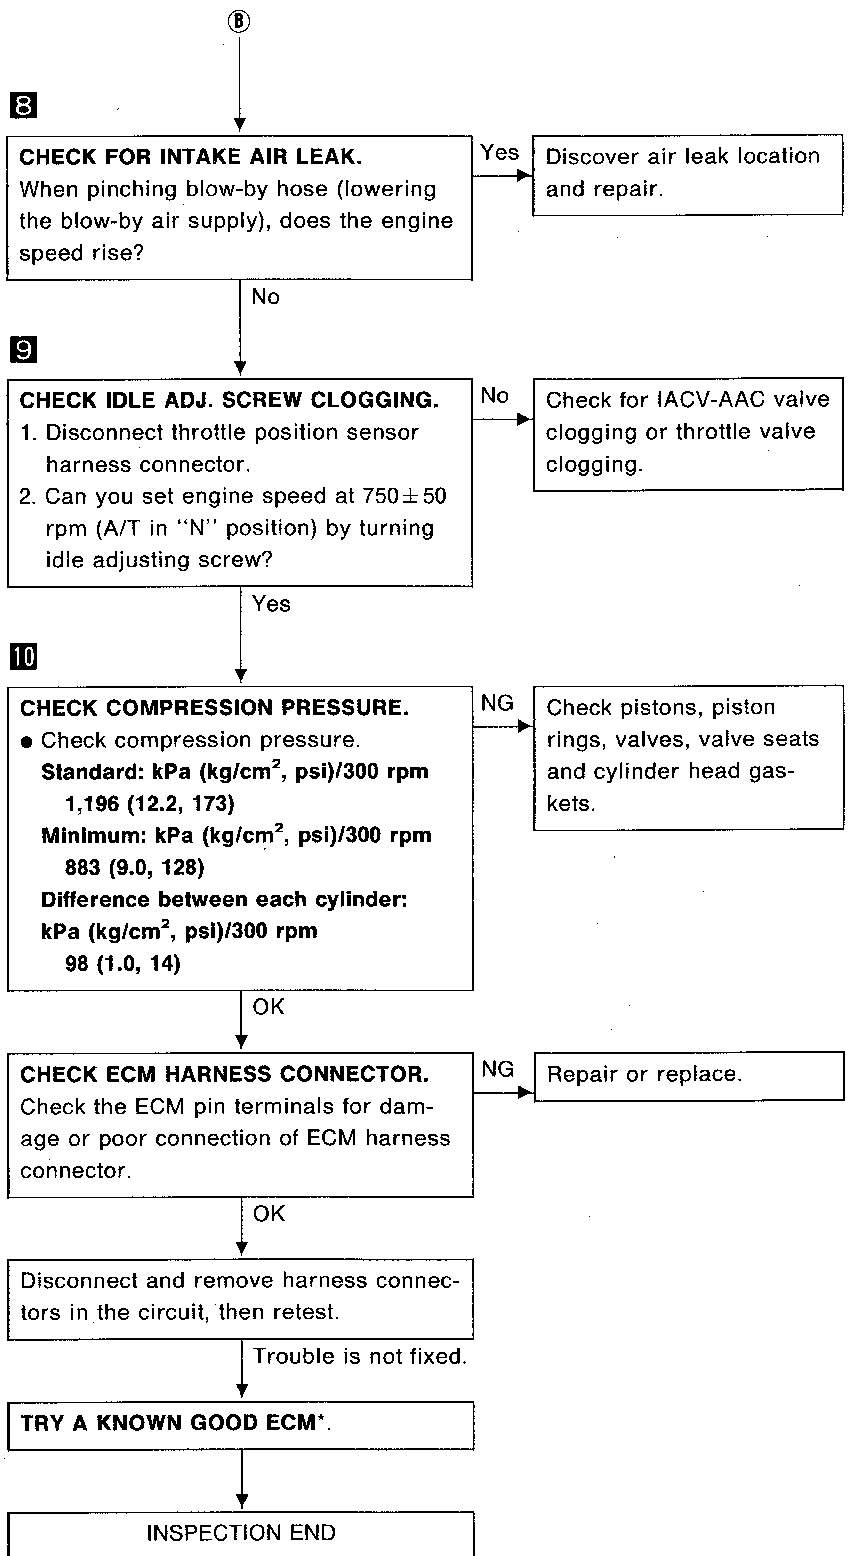 B
8
CHECK FOR INTAKE AIR LEAK.
When pinching blow-by hose (lowering
the blow-by air supply), does the engine
speed rise?
Yes
Discover air leak location
and repair.
No
9
CHECK IDLE ADJ. SCREW CLOGGING.
1. Disconnect throttle position sensor
harness connector.
2. Can you set engine speed at 750±50
rpm (A/T in "N" position) by turning
idle adjusting screw?
No
Check for IACV-AAC valve
clogging or throttle valve
clogging.
Yes
10
CHECK COMPRESSION PRESSURE.
● Check compression pressure.
Standard: kPa (kg/cm², psi)/300 rpm
1,196 (12.2, 173)
Minimum: kPa (kg/cm², psi)/300 rpm
883 (9.0, 128)
Difference between each cylinder:
kPa (kg/cm², psi)/300 rpm
98 (1.0, 14)
NG
Check pistons, piston
rings, valves, valve seats
and cylinder head gas-
kets.
OK
CHECK ECM HARNESS CONNECTOR.
Check the ECM pin terminals for dam-
age or poor connection of ECM harness
connector.
NG
Repair or replace.
OK
Disconnect and remove harness connec-
tors in the circuit, then retest.
Trouble is not fixed.
TRY A KNOWN GOOD ECM*.
INSPECTION END